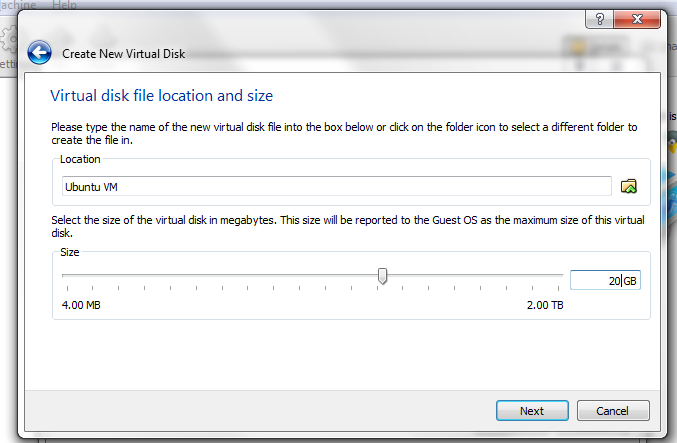 Help
Create New Virtual Disk
Virtual disk file location and size
Please type the name of the new virtual disk file into the box below or click on the folder icon to select a different folder to
create the file in.
Location
Ubuntu VM
Select the size of the virtual disk in megabytes. This size will be reported to the Guest OS as the maximum size of this virtual
disk.
Size
20 GB
4.00 MB 2.00 TB
Next Cancel